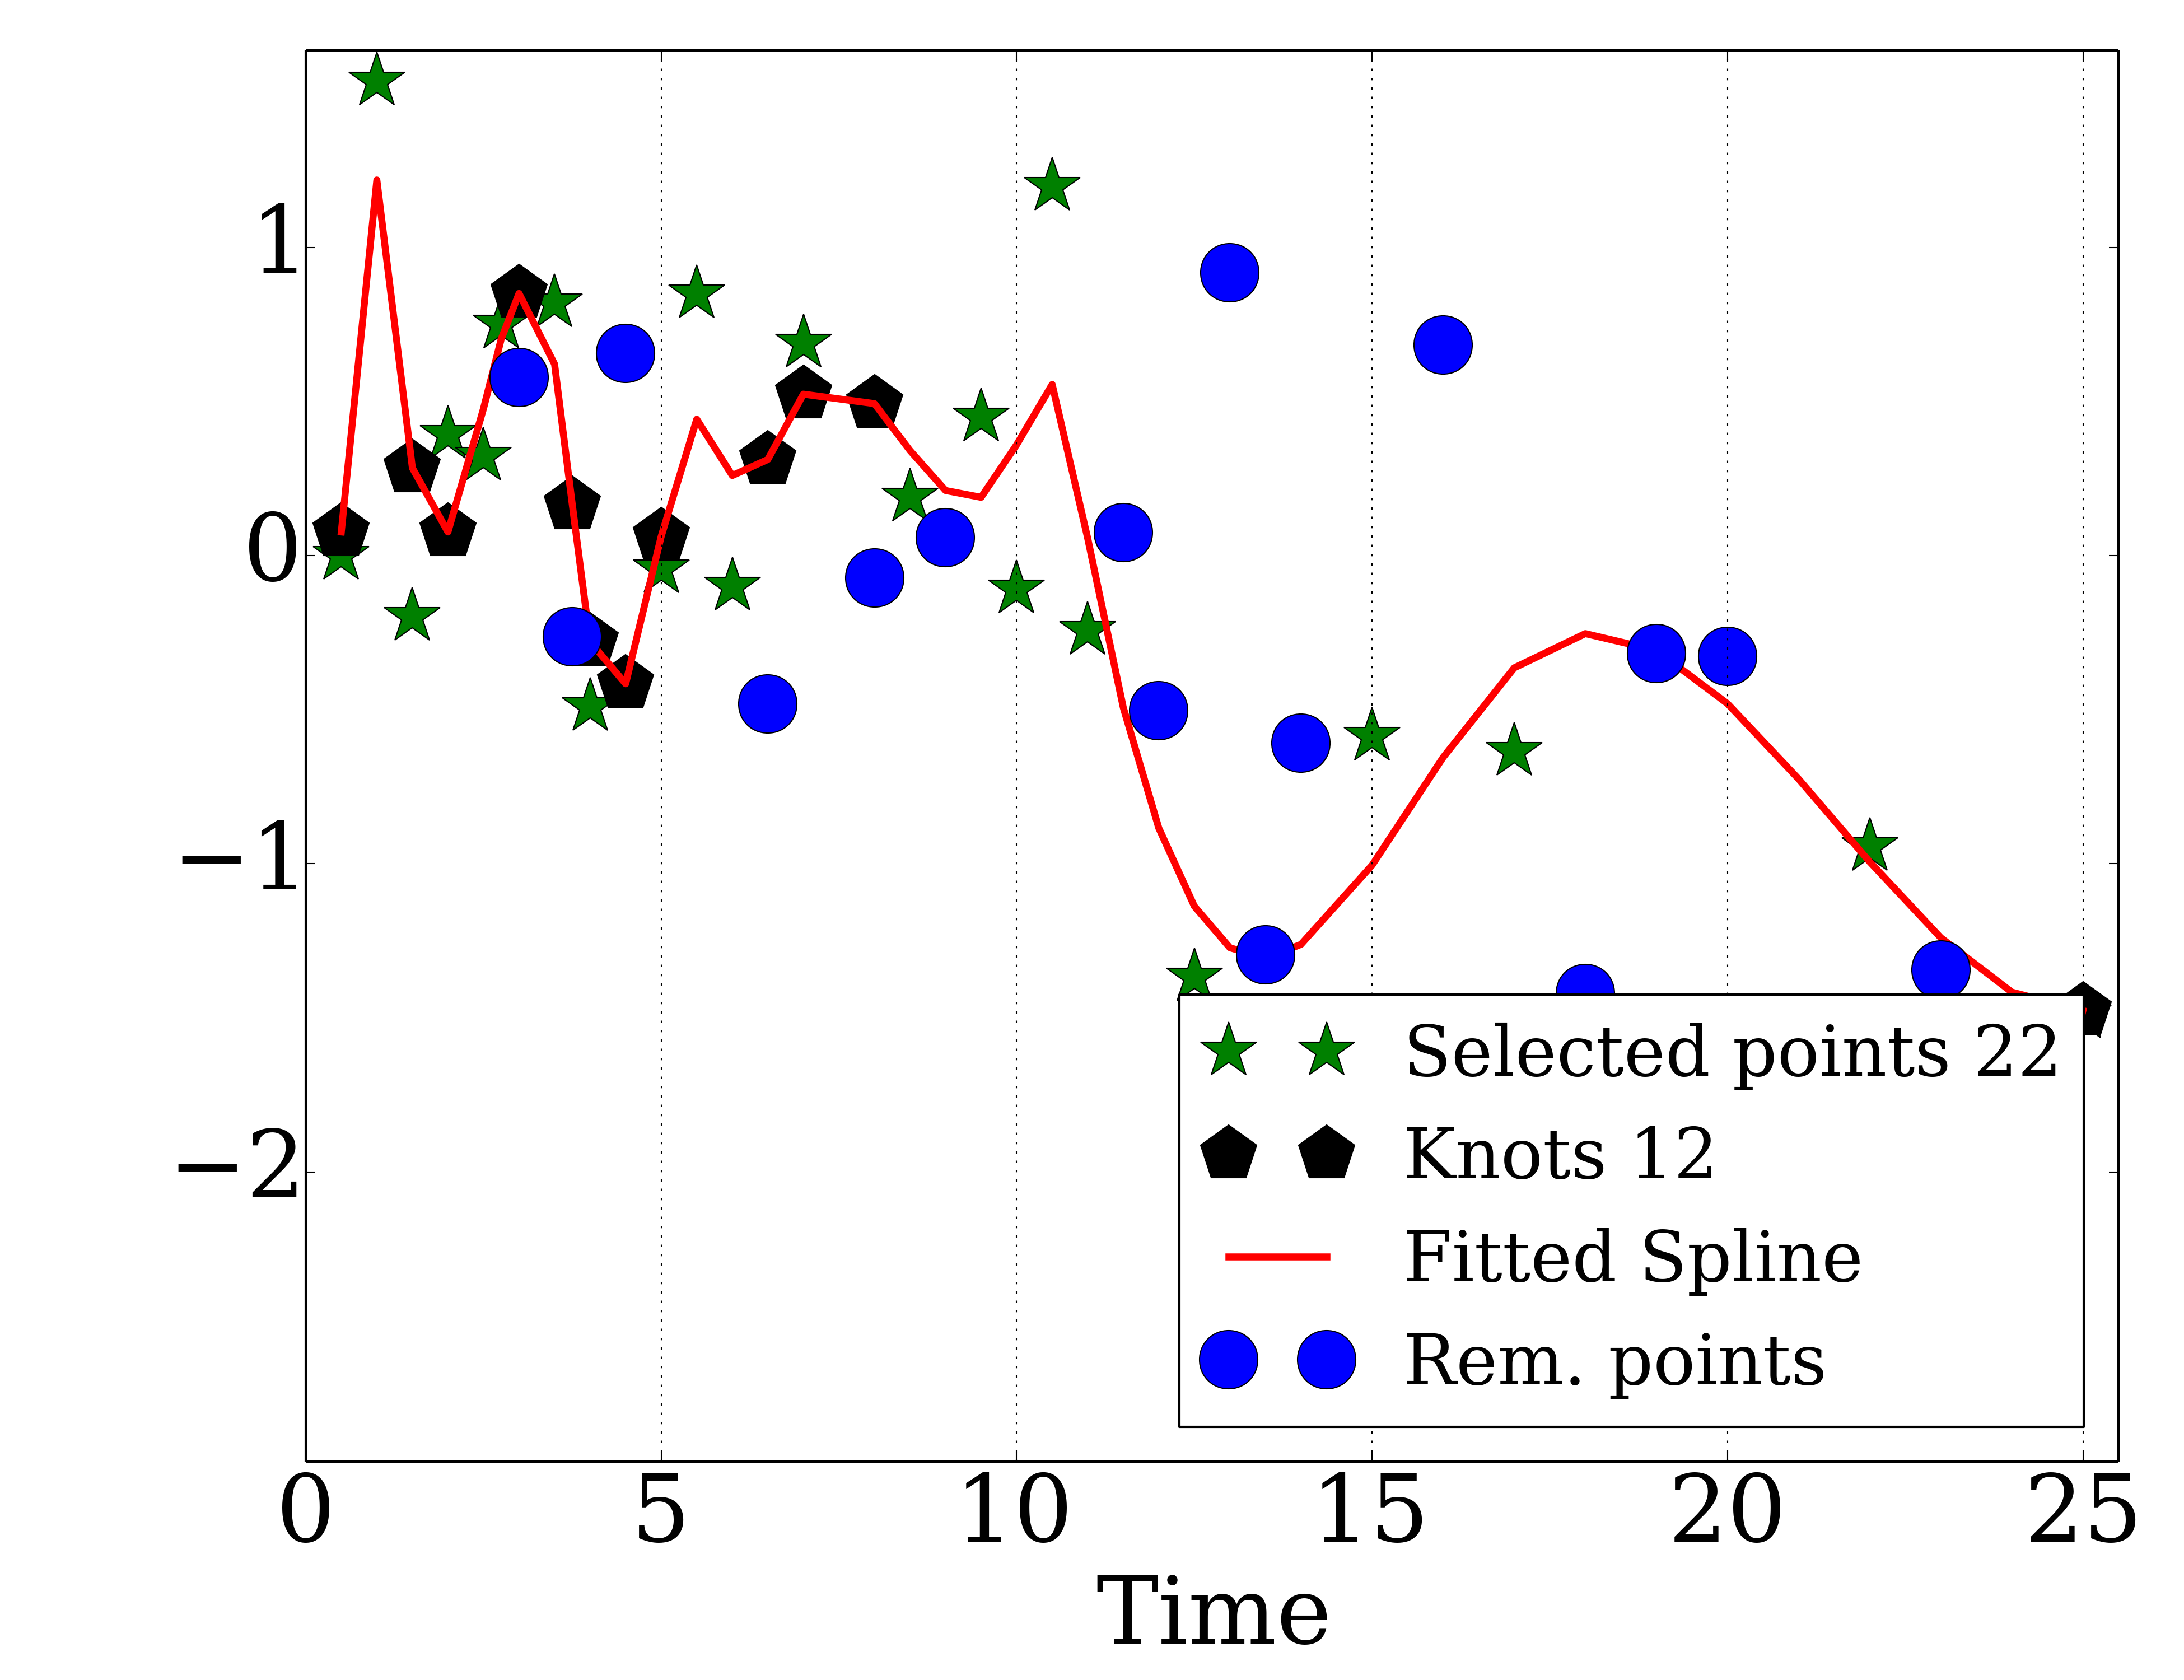 1
0
−1
−2
0 5 10 15 20 25
Time
Selected points 22
Knots 12
Fitted Spline
Rem. points